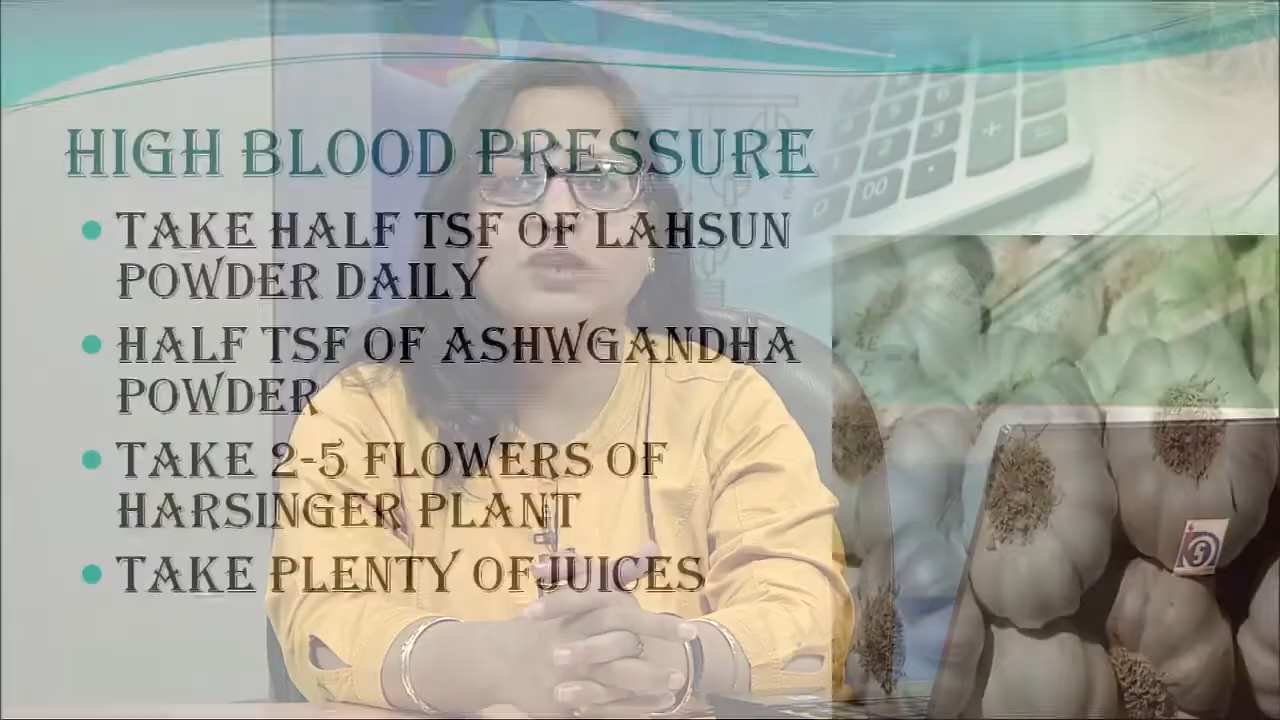 HIGH BLOOD PRESSURE
TAKE HALF TSF OF LAHSUN
POWDER DAILY
HALF TSF OF ASHWGANDHA
POWDER
TAKE 2-5 FLOWERS OF
HARSINGER PLANT
TAKE PLENTY OF JUICES